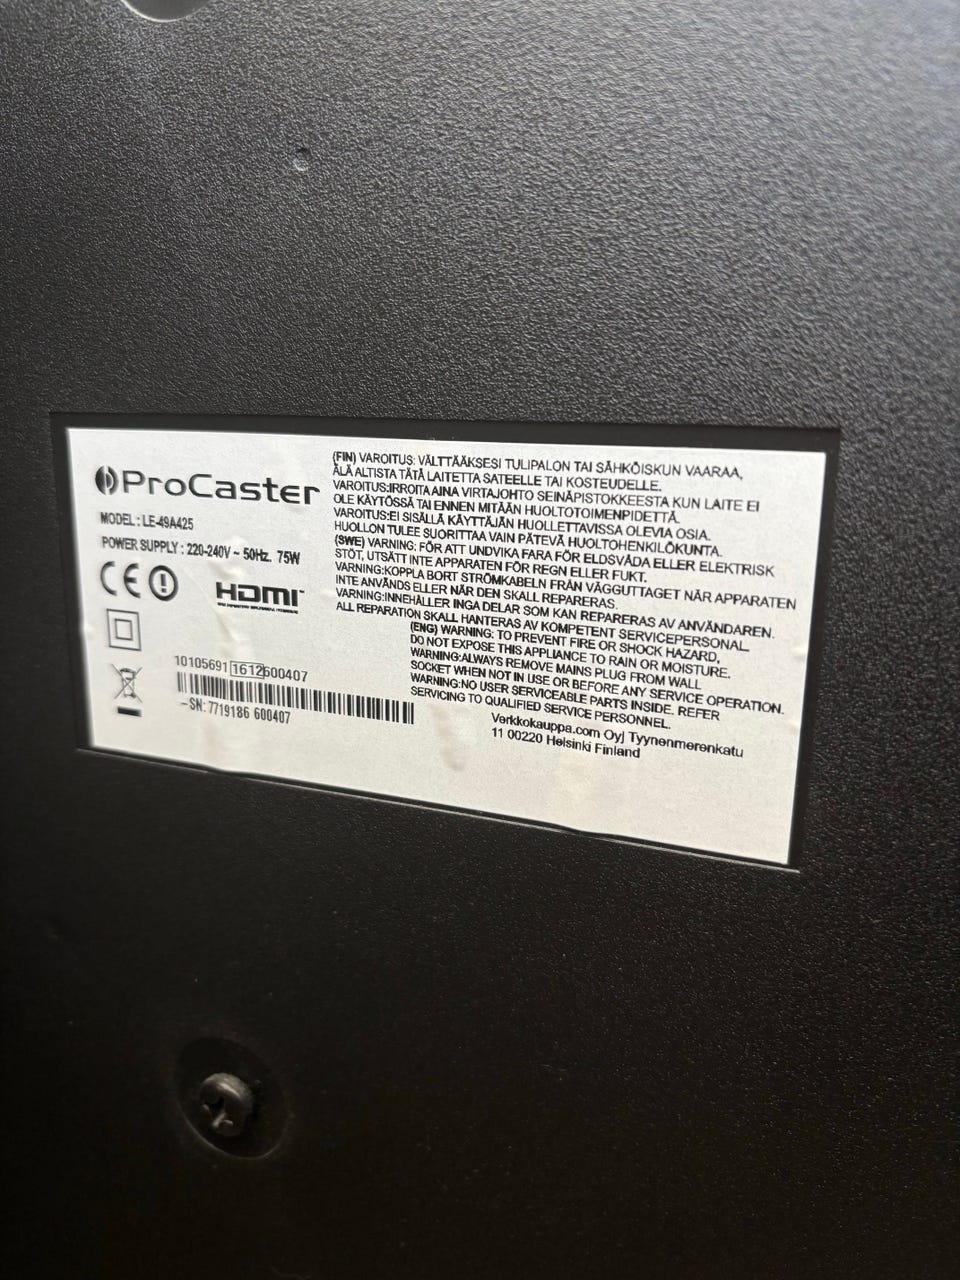 ProCaster
MODEL : LE-49A425
POWER SUPPLY : 220-240V ~ 50Hz. 75W
CE
HDMI
10105691 1612 600407
-SN: 7719186 600407
(FIN) VAROITUS: VÄLTTÄÄKSESI TULIPALON TAI SÄHKÖISKUN VAARAA,
ÄLÄ ALTISTA TÄTÄ LAITETTA SATEELLE TAI KOSTEUDELLE.
VAROITUS:IRROITA AINA VIRTAJOHTO SEINÄPISTOKKEESTA KUN LAITE EI
OLE KÄYTÖSSÄ TAI ENNEN MITÄÄN HUOLTOTOIMENPIDETTÄ.
VAROITUS:EI SISÄLLÄ KÄYTTÄJÄN HUOLLETTAVISSA OLEVIA OSIA.
HUOLLON TULEE SUORITTAA VAIN PÄTEVÄ HUOLTOHENKILÖKUNTA.
(SWE) VARNING: FÖR ATT UNDVIKA FARA FÖR ELDSVÅDA ELLER ELEKTRISK
STÖT, UTSÄTT INTE APPARATEN FÖR REGN ELLER FUKT.
VARNING:KOPPLA BORT STRÖMKABELN FRÅN VÄGGUTTAGET NÄR APPARATEN
INTE ANVÄNDS ELLER NÄR DEN SKALL REPARERAS.
VARNING:INNEHÅLLER INGA DELAR SOM KAN REPARERAS AV ANVÄNDAREN.
ALL REPARATION SKALL HANTERAS AV KOMPETENT SERVICEPERSONAL.
(ENG) WARNING: TO PREVENT FIRE OR SHOCK HAZARD,
DO NOT EXPOSE THIS APPLIANCE TO RAIN OR MOISTURE.
WARNING:ALWAYS REMOVE MAINS PLUG FROM WALL
SOCKET WHEN NOT IN USE OR BEFORE ANY SERVICE OPERATION.
WARNING:NO USER SERVICEABLE PARTS INSIDE. REFER
SERVICING TO QUALIFIED SERVICE PERSONNEL.
Verkkokauppa.com Oyj Tyynenmerenkatu
11 00220 Helsinki Finland